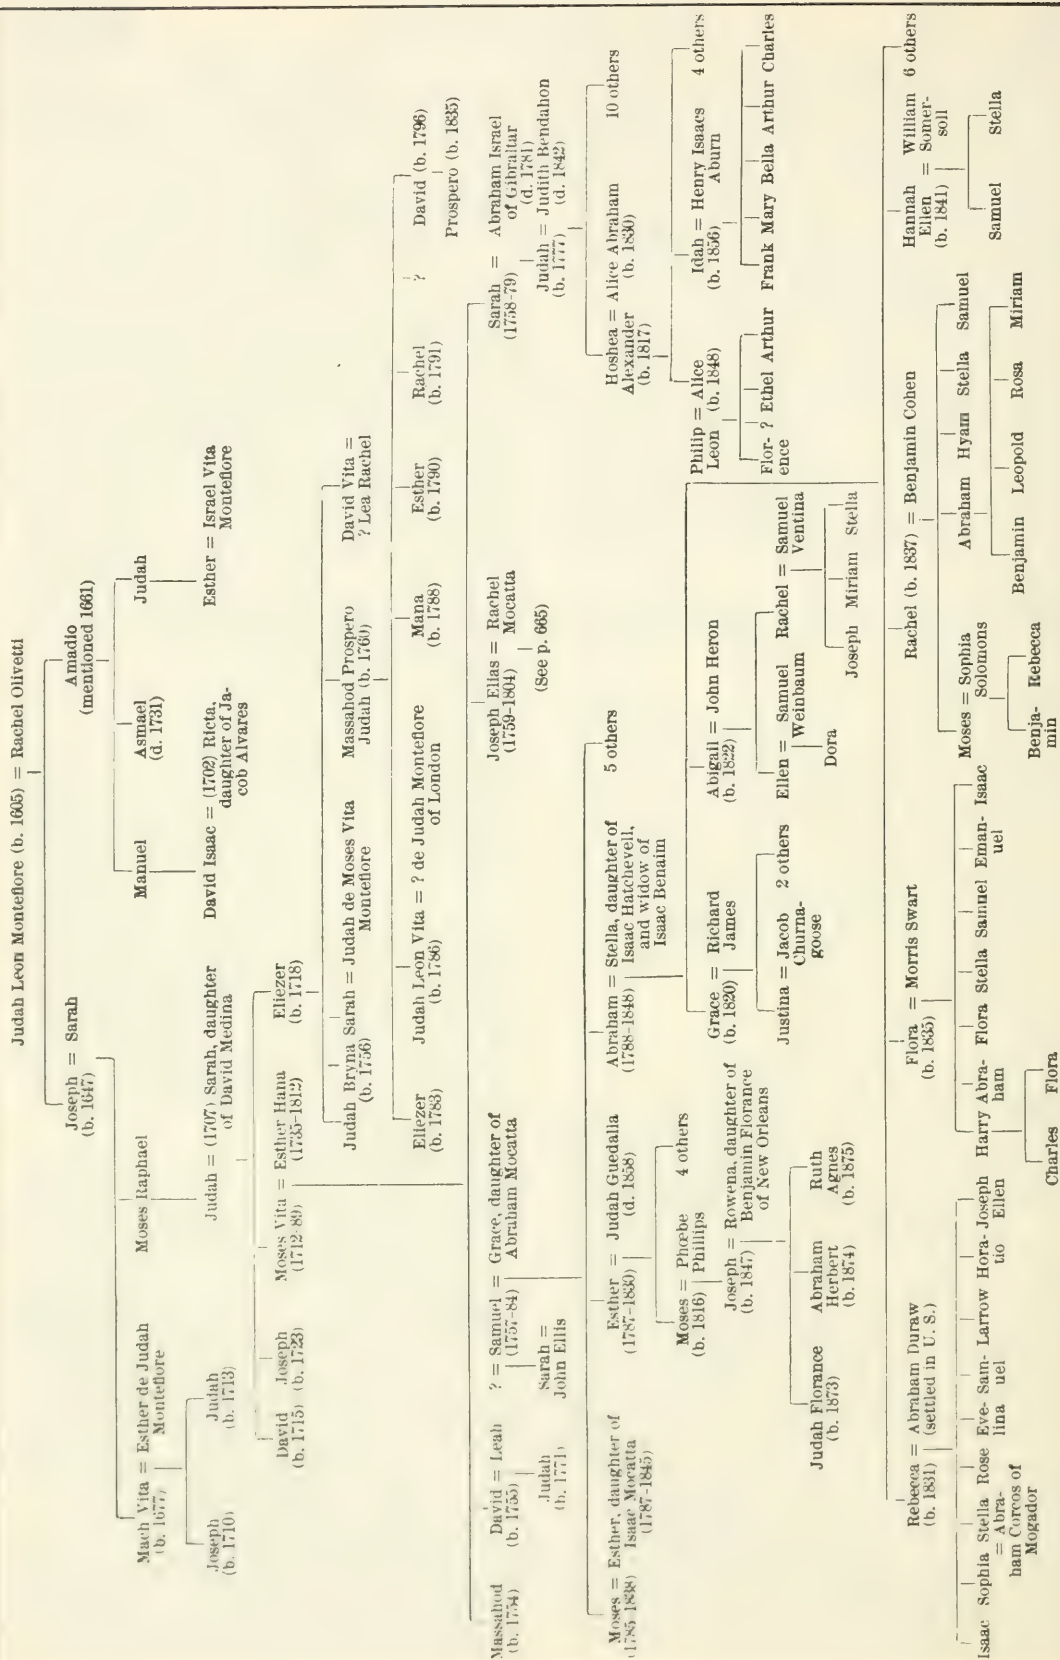 Judah Leon Montefiore (b. 1605) = Rachel Olivetti
Joseph = Sarah
(b. 1647)
Amadio
(mentioned 1661)
Mach Vita = Esther de Judah
(b. 1677) Montefiore
Moses Raphael
Manuel
Asmael
(d. 1731)
Judah
Joseph
(b. 1710)
Judah
(b. 1713)
Judah = (1707) Sarah, daughter
of David Medina
David Isaac = (1702) Ricta,
daughter of Ja-
cob Alvares
Esther = Israel Vita
Montefiore
David
(b. 1715)
Joseph
(b. 1723)
Moses Vita = Esther Hana
(1712-89) (1735-1812)
Eliezer
(b. 1718)
Judah Bryna
(b. 1756)
Sarah = Judah de Moses Vita
Montefiore
Massahod Prospero
Judah (b. 1760)
David Vita =
? Lea Rachel
Eliezer
(b. 1783)
Judah Leon Vita = ? de Judah Montefiore
(b. 1786) of London
Mana
(b. 1788)
Esther
(b. 1790)
Rachel
(b. 1791)
?
David (b. 1796)
Prospero (b. 1835)
Massahod
(b. 1754)
David = Leah
(b. 1755)
Judah
(b. 1771)
? = Samuel = Grace, daughter of
(1757-84) Abraham Mocatta
Sarah =
John Ellis
Joseph Elias = Rachel
(1759-1804) Mocatta
(See p. 665)
Sarah = Abraham Israel
(1758-79) of Gibraltar
(d. 1781)
Judah = Judith Bendahon
(b. 1777) (d. 1842)
Moses = Esther, daughter of
(1785-1838) Isaac Mocatta
(1787-1845)
Esther = Judah Guedalla
(1787-1830) (d. 1858)
Abraham = Stella, daughter of
(1788-1848) Isaac Hatchevell,
and widow of
Isaac Benaim
5 others
Hoshea = Alice Abraham
Alexander (b. 1830)
(b. 1817)
10 others
Moses = Phœbe
(b. 1816) Phillips
4 others
Grace = Richard
(b. 1820) James
Abigail = John Heron
(b. 1822)
Philip = Alice
Leon (b. 1848)
Idah = Henry Isaacs
(b. 1856) Aburn
4 others
Joseph = Rowena, daughter of
(b. 1847) Benjamin Florance
of New Orleans
Justina = Jacob
Churna-
goose
2 others
Ellen = Samuel
Weinbaum
Rachel = Samuel
Ventina
Flor-
ence
? Ethel Arthur
Frank Mary Bella Arthur Charles
Judah Florance
(b. 1873)
Abraham
Herbert
(b. 1874)
Ruth
Agnes
(b. 1875)
Dora
Joseph Miriam Stella
Rebecca = Abraham Duraw
(b. 1831) (settled in U. S.)
Flora = Morris Swart
(b. 1835)
Rachel (b. 1837) = Benjamin Cohen
Hannah
Ellen = Somer-
(b. 1841) soll
William
6 others
Isaac Sophia Stella Rose Eve- Sam- Larrow Hora- Joseph
= Abra- lina uel tio Ellen
ham Corcos of
Mogador
Harry Abra- Flora Stella Samuel Eman- Isaac
ham uel
Charles Flora
Moses = Sophia
Solomons
Abraham Hyam Stella Samuel
Samuel Stella
Benja-
min
Rebecca
Benjamin Leopold Rosa Miriam